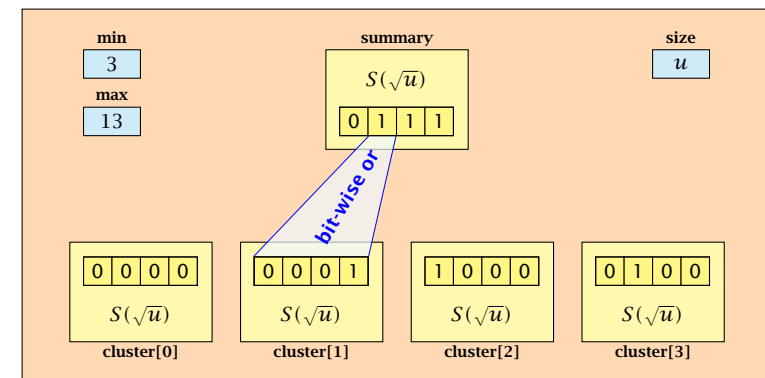 min
summary
size
3
S(√u)
u
max
13
0 1 1 1
bit-wise or
0 0 0 0
0 0 0 1
1 0 0 0
0 1 0 0
S(√u)
S(√u)
S(√u)
S(√u)
cluster[0]
cluster[1]
cluster[2]
cluster[3]